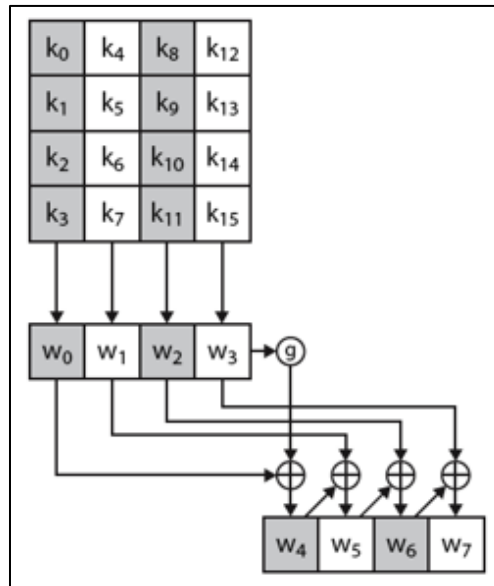 k₀ k₄ k₈ k₁₂
k₁ k₅ k₉ k₁₃
k₂ k₆ k₁₀ k₁₄
k₃ k₇ k₁₁ k₁₅
w₀ w₁ w₂ w₃ g
w₄ w₅ w₆ w₇